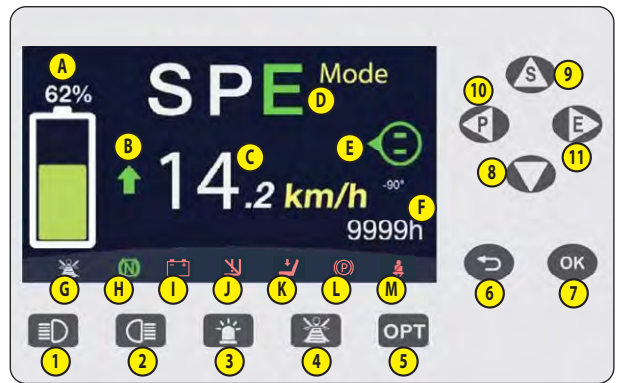 A
62%
SPE Mode
D
B
C
E
14.2 km/h
-90°
F
9999h
G H I J K L M
N
P
1 2 3 4 5
OPT
S
9
10
P
E
11
8
OK
6
7